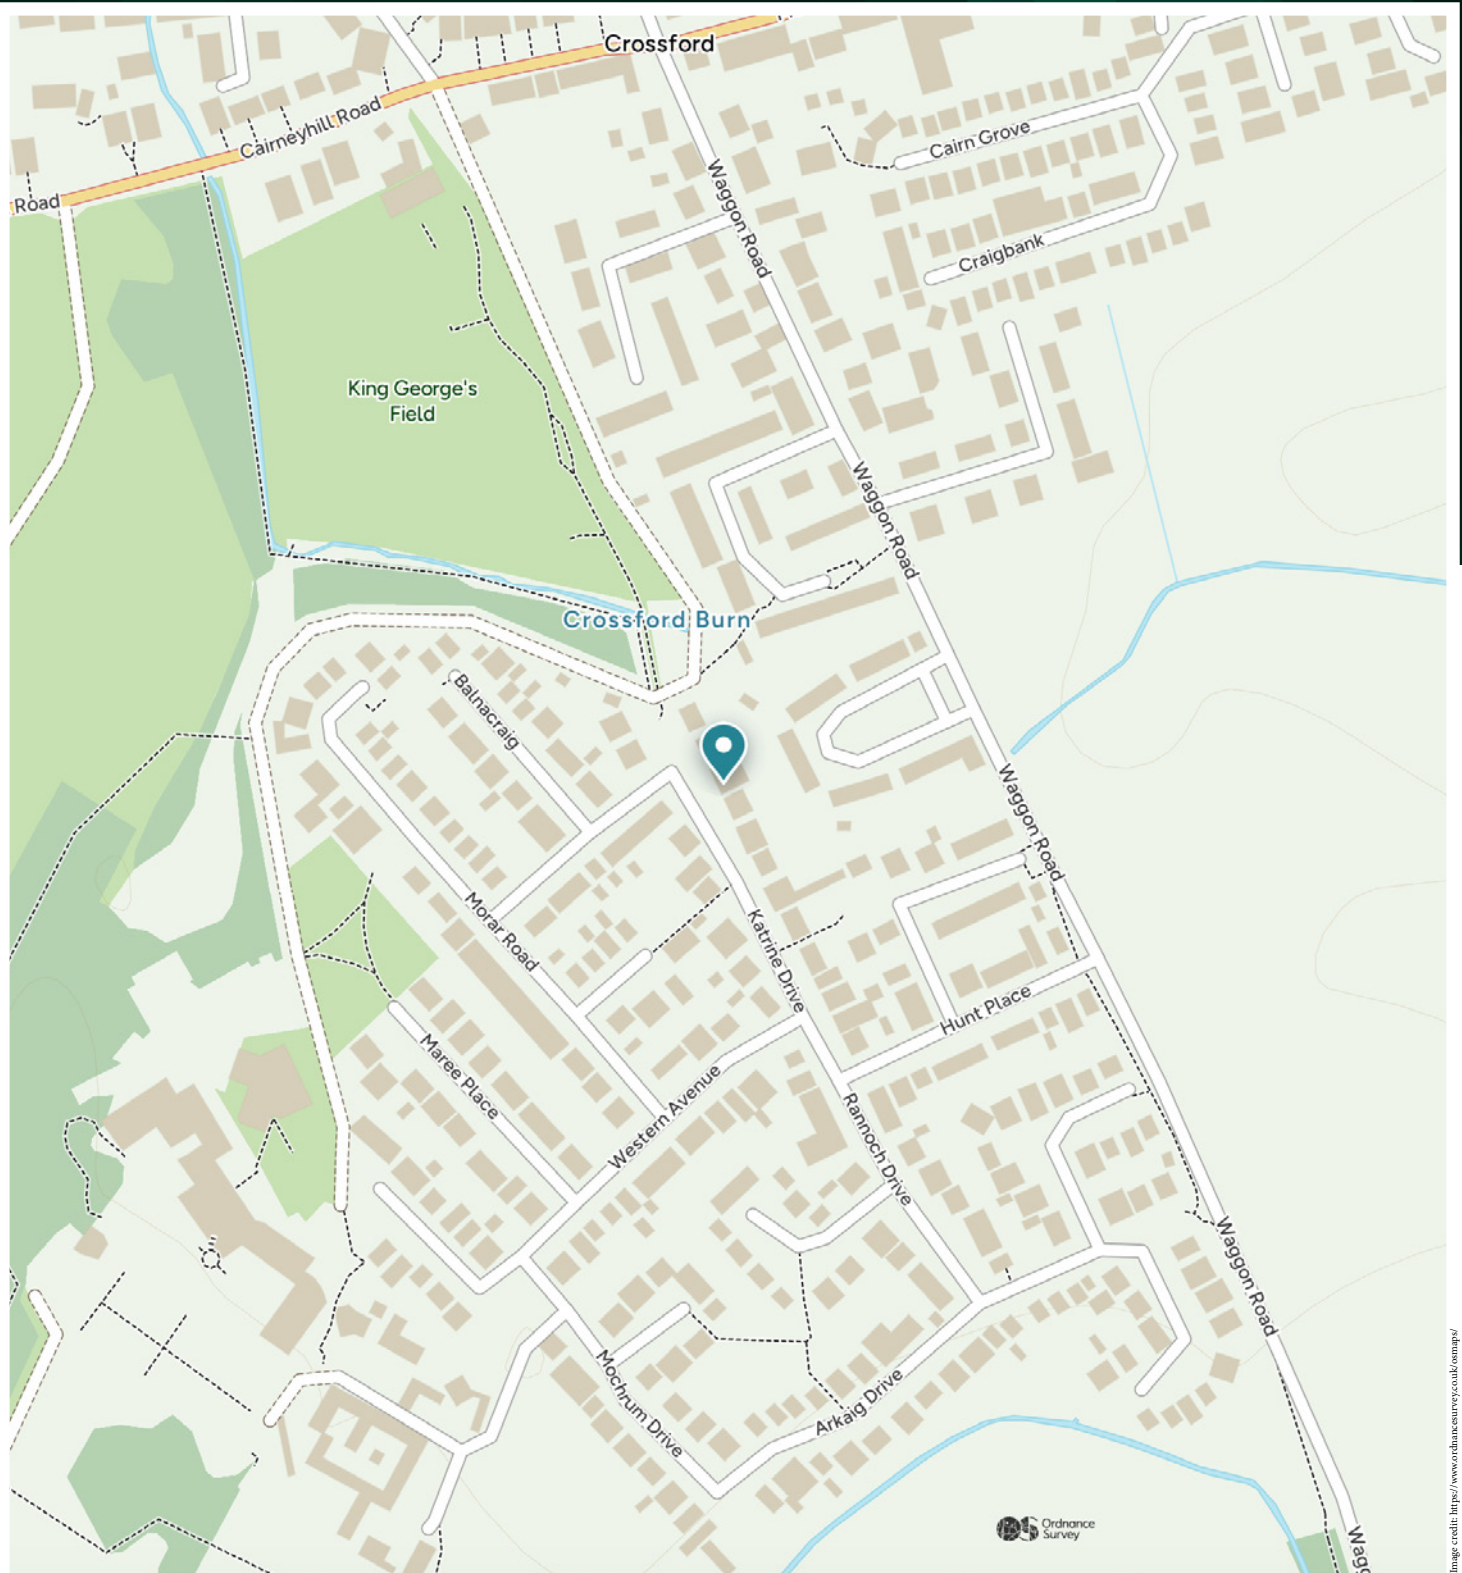 Crossford
Cairneyhill Road
Road
Cairn Grove
Waggon Road
Craigbank
King George's
Field
Waggon Road
Crossford Burn
Balnacraig
Waggon Road
Morar Road
Katrine Drive
Hunt Place
Maree Place
Western Avenue
Rannoch Drive
Waggon Road
Mochrum Drive
Arkaig Drive
OS Ordnance
Survey
Wagg
Image credit: https://www.ordnancesurvey.co.uk/osmaps/